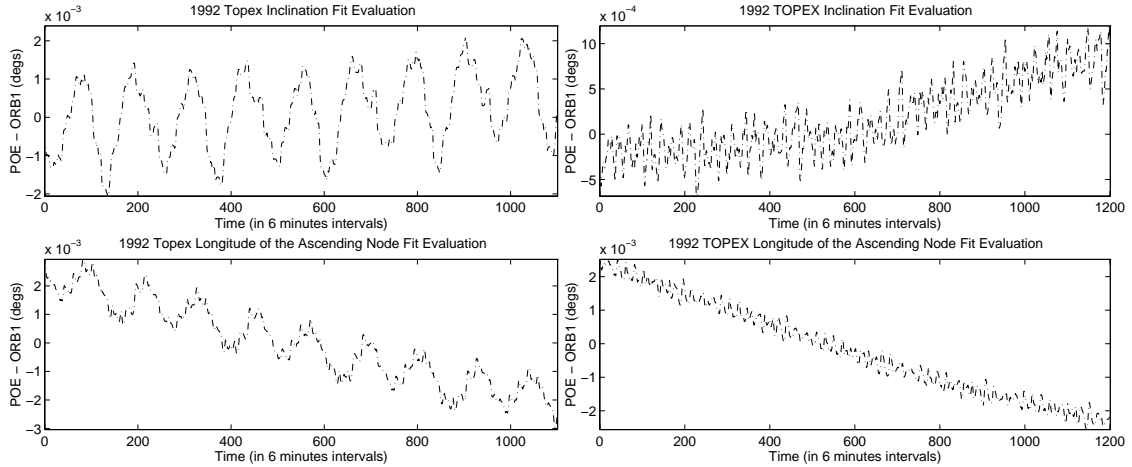 1992 Topex Inclination Fit Evaluation
x 10⁻³
POE − ORB1 (degs)
2
1
0
−1
−2
0 200 400 600 800 1000
Time (in 6 minutes intervals)
1992 TOPEX Inclination Fit Evaluation
x 10⁻⁴
POE − ORB1 (degs)
10
5
0
−5
0 200 400 600 800 1000 1200
Time (in 6 minutes intervals)
1992 Topex Longitude of the Ascending Node Fit Evaluation
x 10⁻³
POE − ORB1 (degs)
2
1
0
−1
−2
−3
0 200 400 600 800 1000
Time (in 6 minutes intervals)
1992 TOPEX Longitude of the Ascending Node Fit Evaluation
x 10⁻³
POE − ORB1 (degs)
2
1
0
−1
−2
0 200 400 600 800 1000 1200
Time (in 6 minutes intervals)